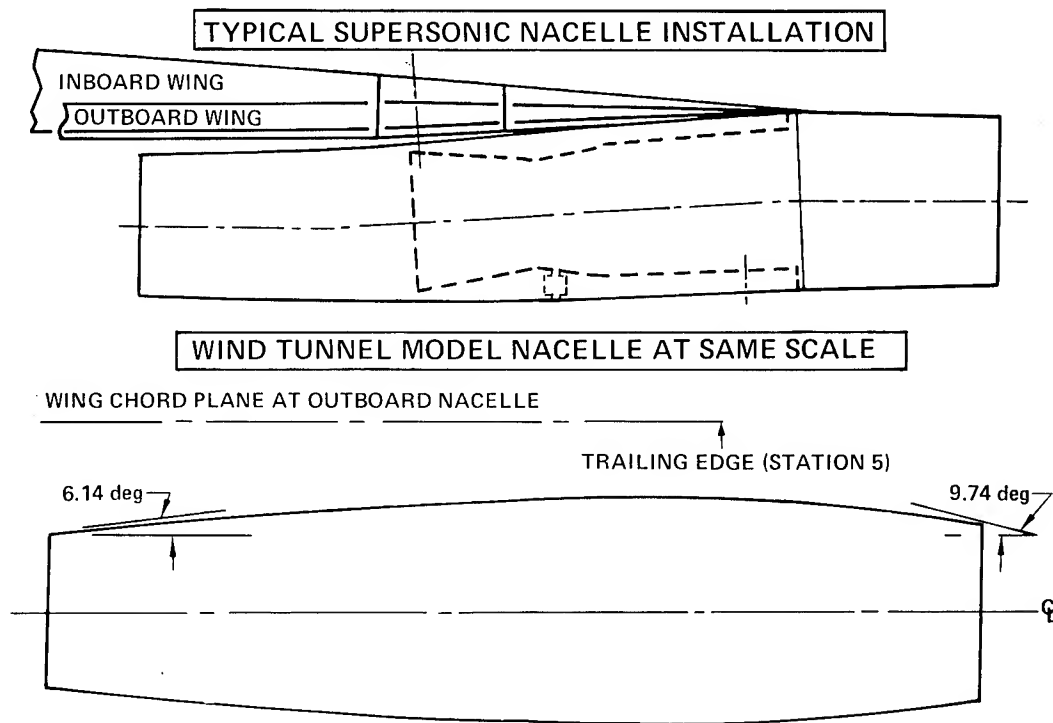 TYPICAL SUPERSONIC NACELLE INSTALLATION
INBOARD WING
OUTBOARD WING
WIND TUNNEL MODEL NACELLE AT SAME SCALE
WING CHORD PLANE AT OUTBOARD NACELLE
TRAILING EDGE (STATION 5)
6.14 deg
9.74 deg
℄